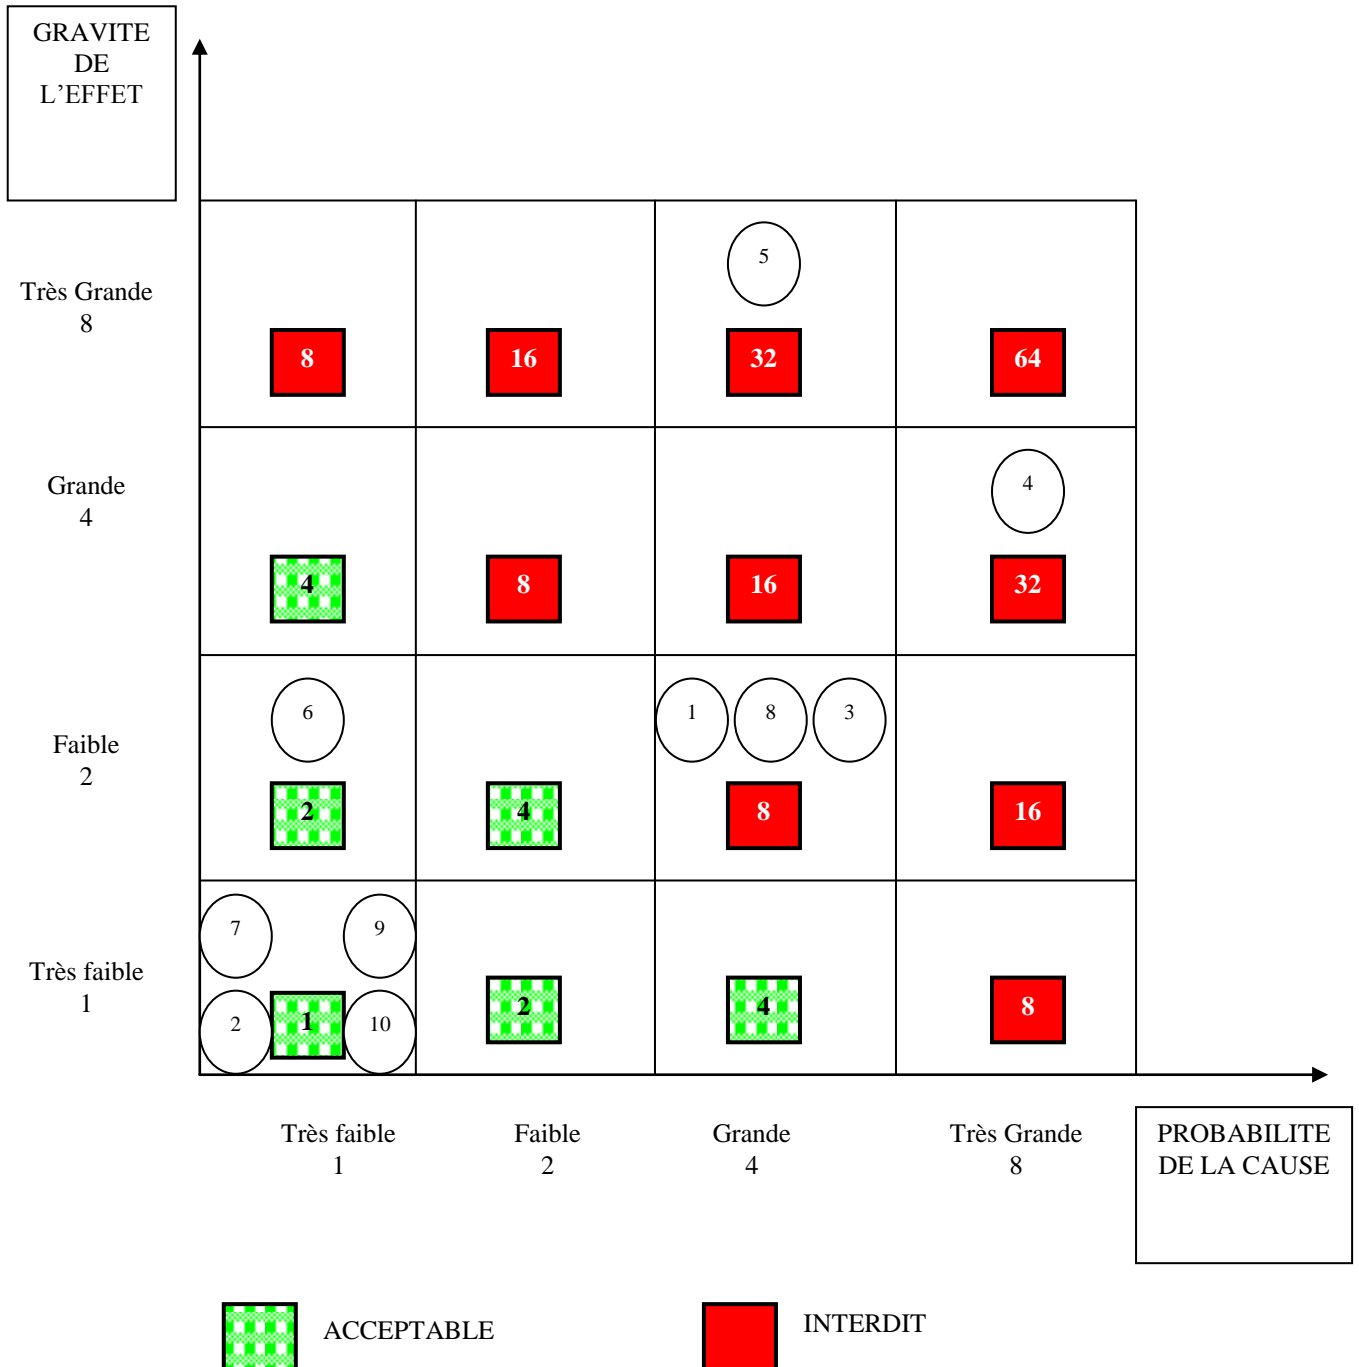 GRAVITE
DE
L’EFFET
5
Très Grande
8
8 16 32 64
4
Grande
4
4 8 16 32
6 1 8 3
Faible
2
2 4 8 16
7 9
Très faible
1
2 1 10 2 4 8
Très faible
1
Faible
2
Grande
4
Très Grande
8
PROBABILITE
DE LA CAUSE
ACCEPTABLE
INTERDIT